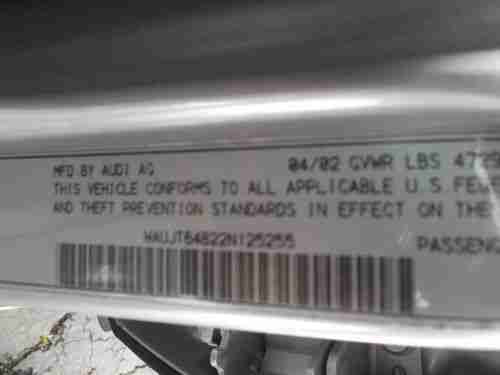 MFD BY AUDI AG 04/02 GVWR LBS
THIS VEHICLE CONFORMS TO ALL APPLICABLE U.S.
AND THEFT PREVENTION STANDARDS IN EFFECT ON THE
WAUJT64B22N125255